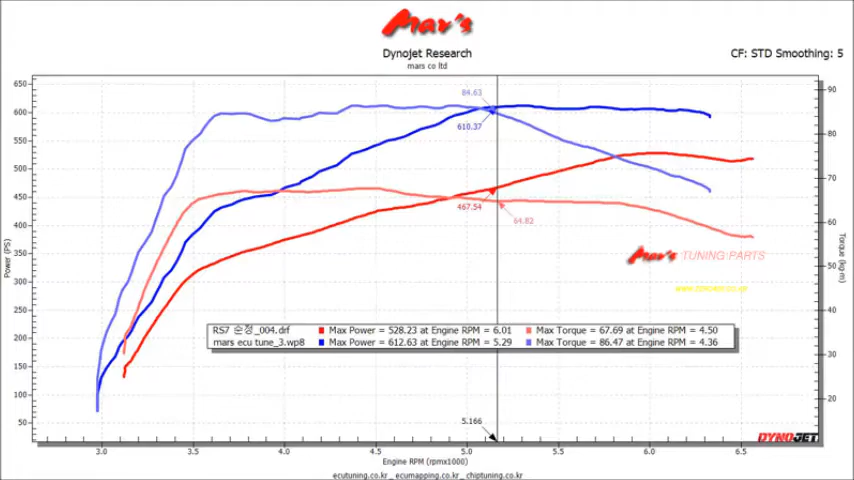 Mar's
Dynojet Research
mars co ltd
CF: STD Smoothing: 5
650
600
550
500
450
400
350
300
250
200
150
100
50
Power (PS)
90
80
70
60
50
40
30
20
Torque (kg-m)
84.63
610.37
467.54
64.82
Mar's TUNING PARTS
RS7 순정_004.drf Max Power = 528.23 at Engine RPM = 6.01 Max Torque = 67.69 at Engine RPM = 4.50
mars ecu tune_3.wp8 Max Power = 612.63 at Engine RPM = 5.29 Max Torque = 86.47 at Engine RPM = 4.36
5.166
DYNOJET
3.0 3.5 4.0 4.5 5.0 5.5 6.0 6.5
Engine RPM (rpmx1000)
ecutuning.co.kr _ ecumapping.co.kr _ chiptuning.co.kr